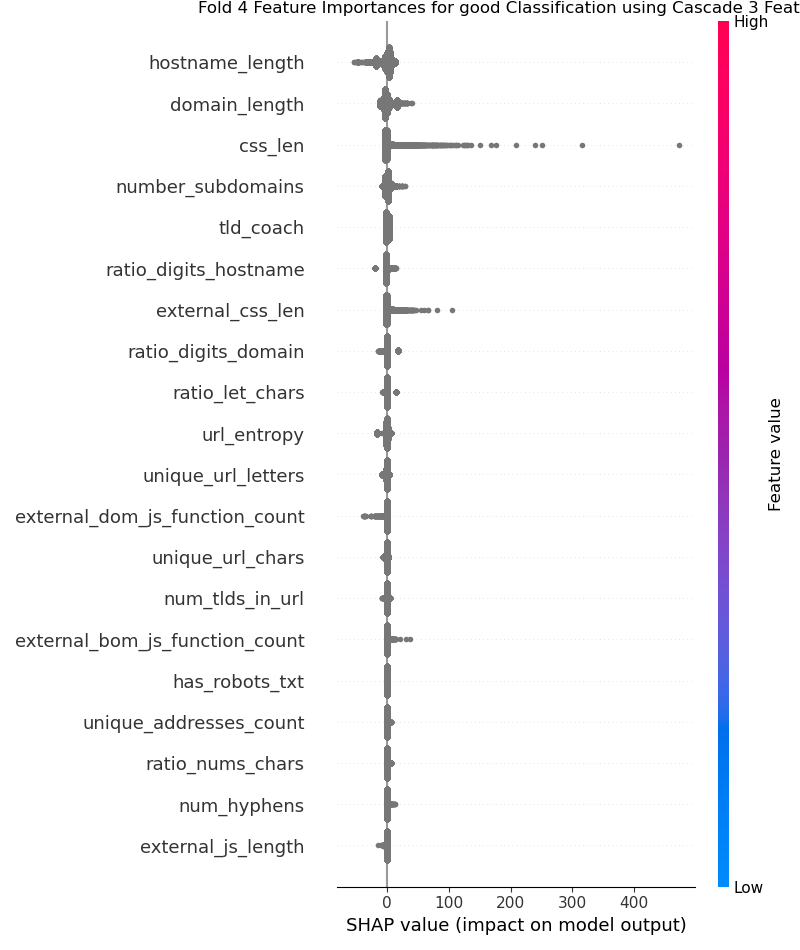 Fold 4 Feature Importances for good Classification using Cascade 3 Feat
High
hostname_length
domain_length
css_len
number_subdomains
tld_coach
ratio_digits_hostname
external_css_len
ratio_digits_domain
ratio_let_chars
url_entropy
unique_url_letters
external_dom_js_function_count
unique_url_chars
num_tlds_in_url
external_bom_js_function_count
has_robots_txt
unique_addresses_count
ratio_nums_chars
num_hyphens
external_js_length
Feature value
Low
0 100 200 300 400
SHAP value (impact on model output)